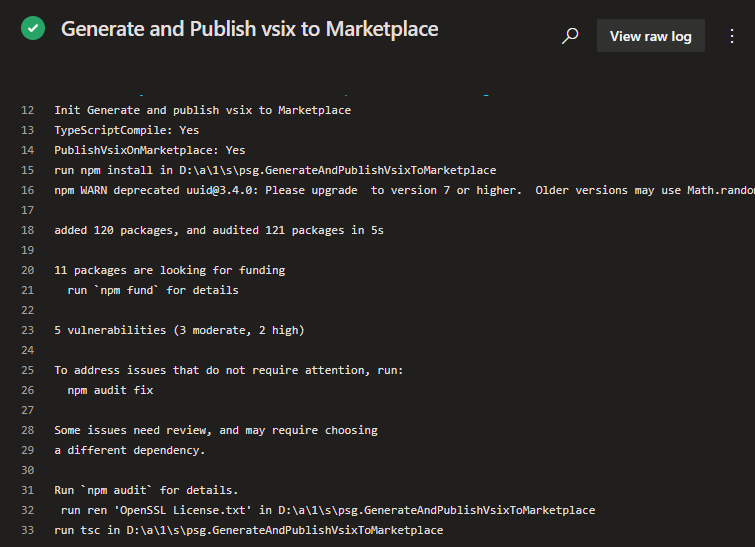 Generate and Publish vsix to Marketplace
View raw log
12 Init Generate and publish vsix to Marketplace
13 TypeScriptCompile: Yes
14 PublishVsixOnMarketplace: Yes
15 run npm install in D:\a\1\s\psg.GenerateAndPublishVsixToMarketplace
16 npm WARN deprecated uuid@3.4.0: Please upgrade  to version 7 or higher.  Older versions may use Math.rando
17
18 added 120 packages, and audited 121 packages in 5s
19
20 11 packages are looking for funding
21   run `npm fund` for details
22
23 5 vulnerabilities (3 moderate, 2 high)
24
25 To address issues that do not require attention, run:
26   npm audit fix
27
28 Some issues need review, and may require choosing
29 a different dependency.
30
31 Run `npm audit` for details.
32  run ren 'OpenSSL License.txt' in D:\a\1\s\psg.GenerateAndPublishVsixToMarketplace
33 run tsc in D:\a\1\s\psg.GenerateAndPublishVsixToMarketplace